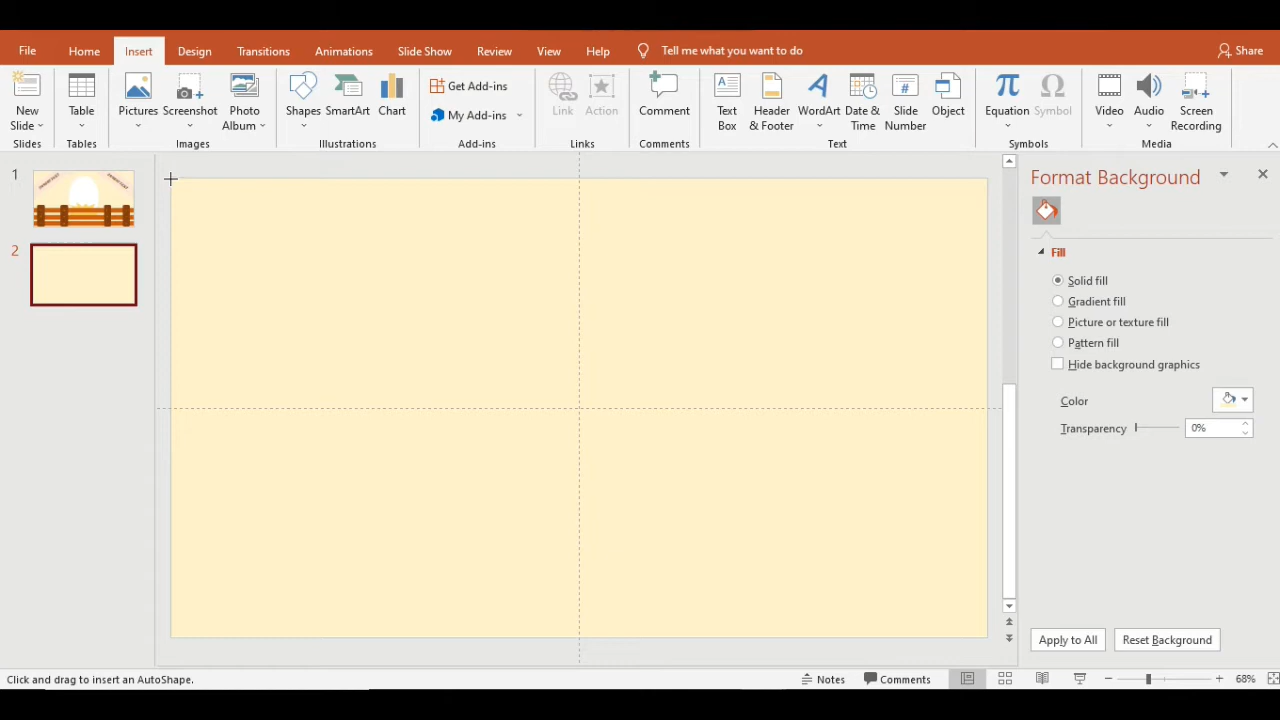 File Home Insert Design Transitions Animations Slide Show Review View Help Tell me what you want to do Share
New Slide Table Pictures Screenshot Photo Album Shapes SmartArt Chart Get Add-ins My Add-ins Link Action Comment Text Box Header & Footer WordArt Date & Time Slide Number Object Equation Symbol Video Audio Screen Recording
Slides Tables Images Illustrations Add-ins Links Comments Text Symbols Media
1
2
Format Background
Fill
Solid fill
Gradient fill
Picture or texture fill
Pattern fill
Hide background graphics
Color
Transparency 0%
Apply to All Reset Background
Click and drag to insert an AutoShape. Notes Comments 68%